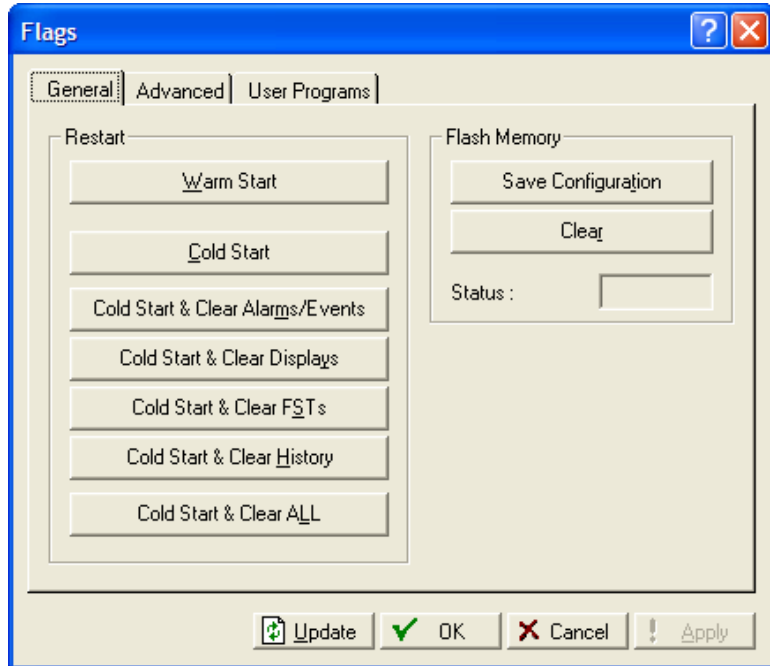 Flags
General Advanced User Programs
Restart
Warm Start
Cold Start
Cold Start & Clear Alarms/Events
Cold Start & Clear Displays
Cold Start & Clear FSTs
Cold Start & Clear History
Cold Start & Clear ALL
Flash Memory
Save Configuration
Clear
Status :
Update OK Cancel Apply